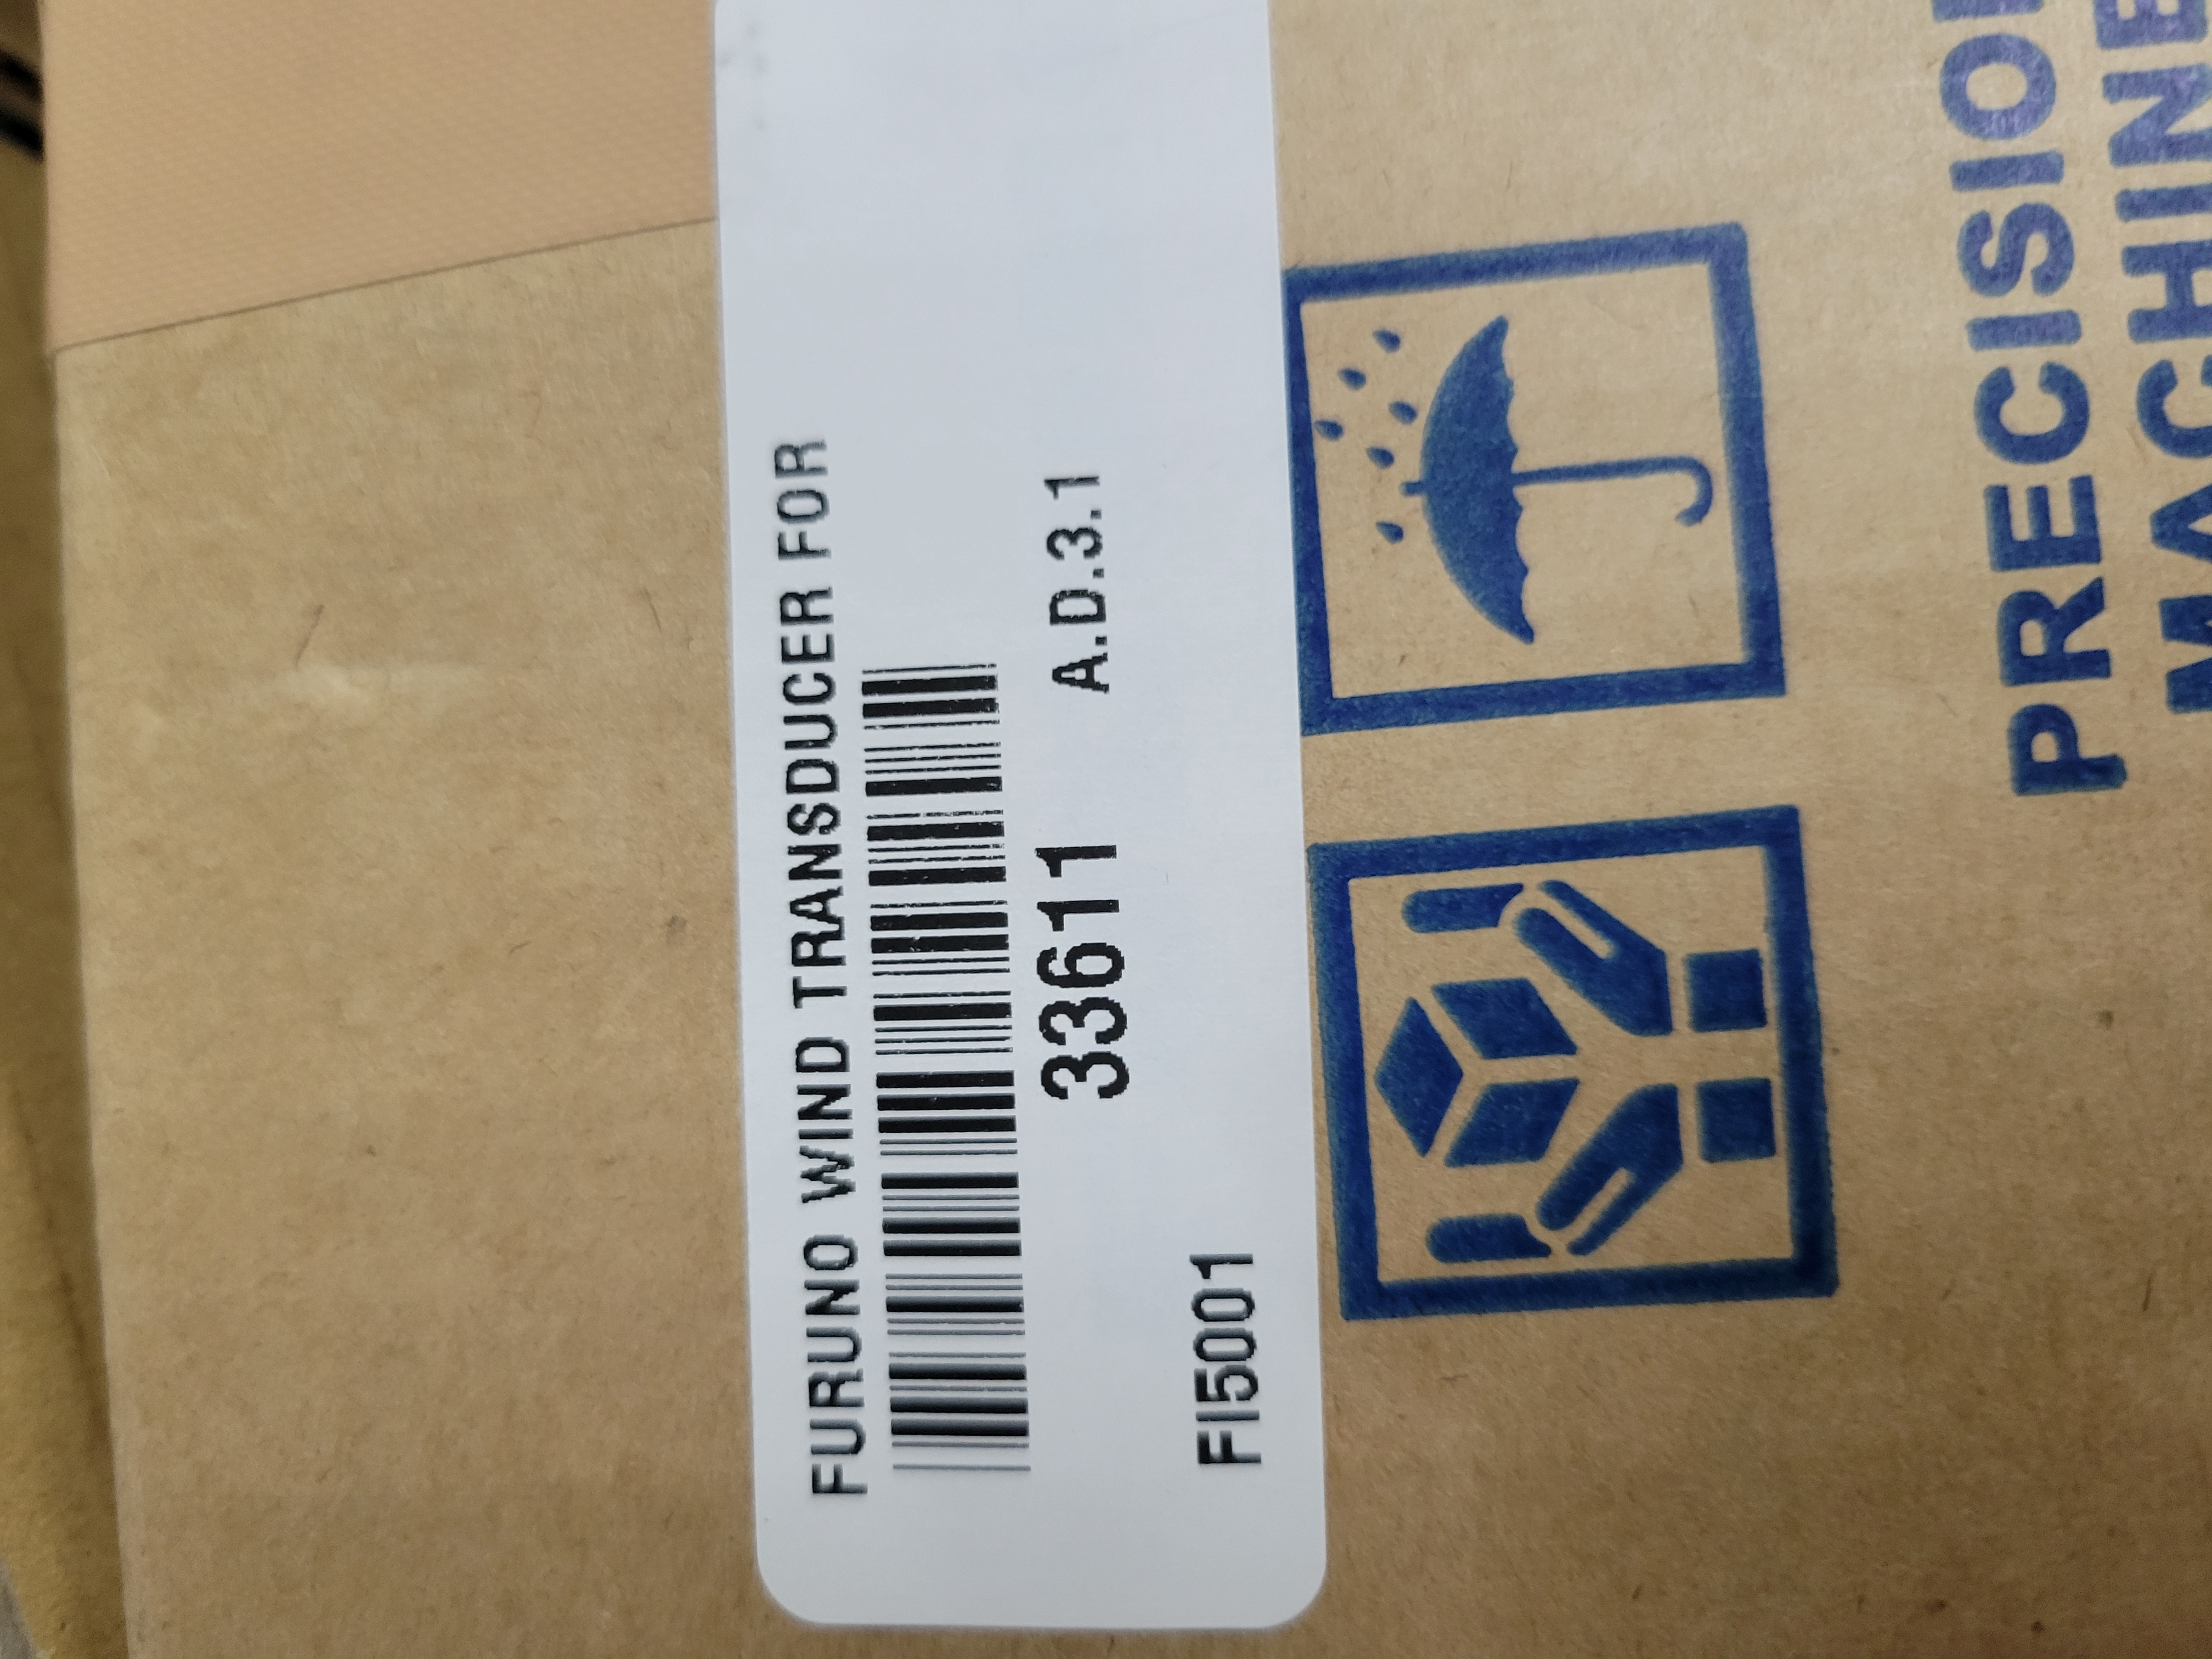 FURUNO WIND TRANSDUCER FOR
33611 A.D.3.1
FI5001
PRECISION
MACHINE